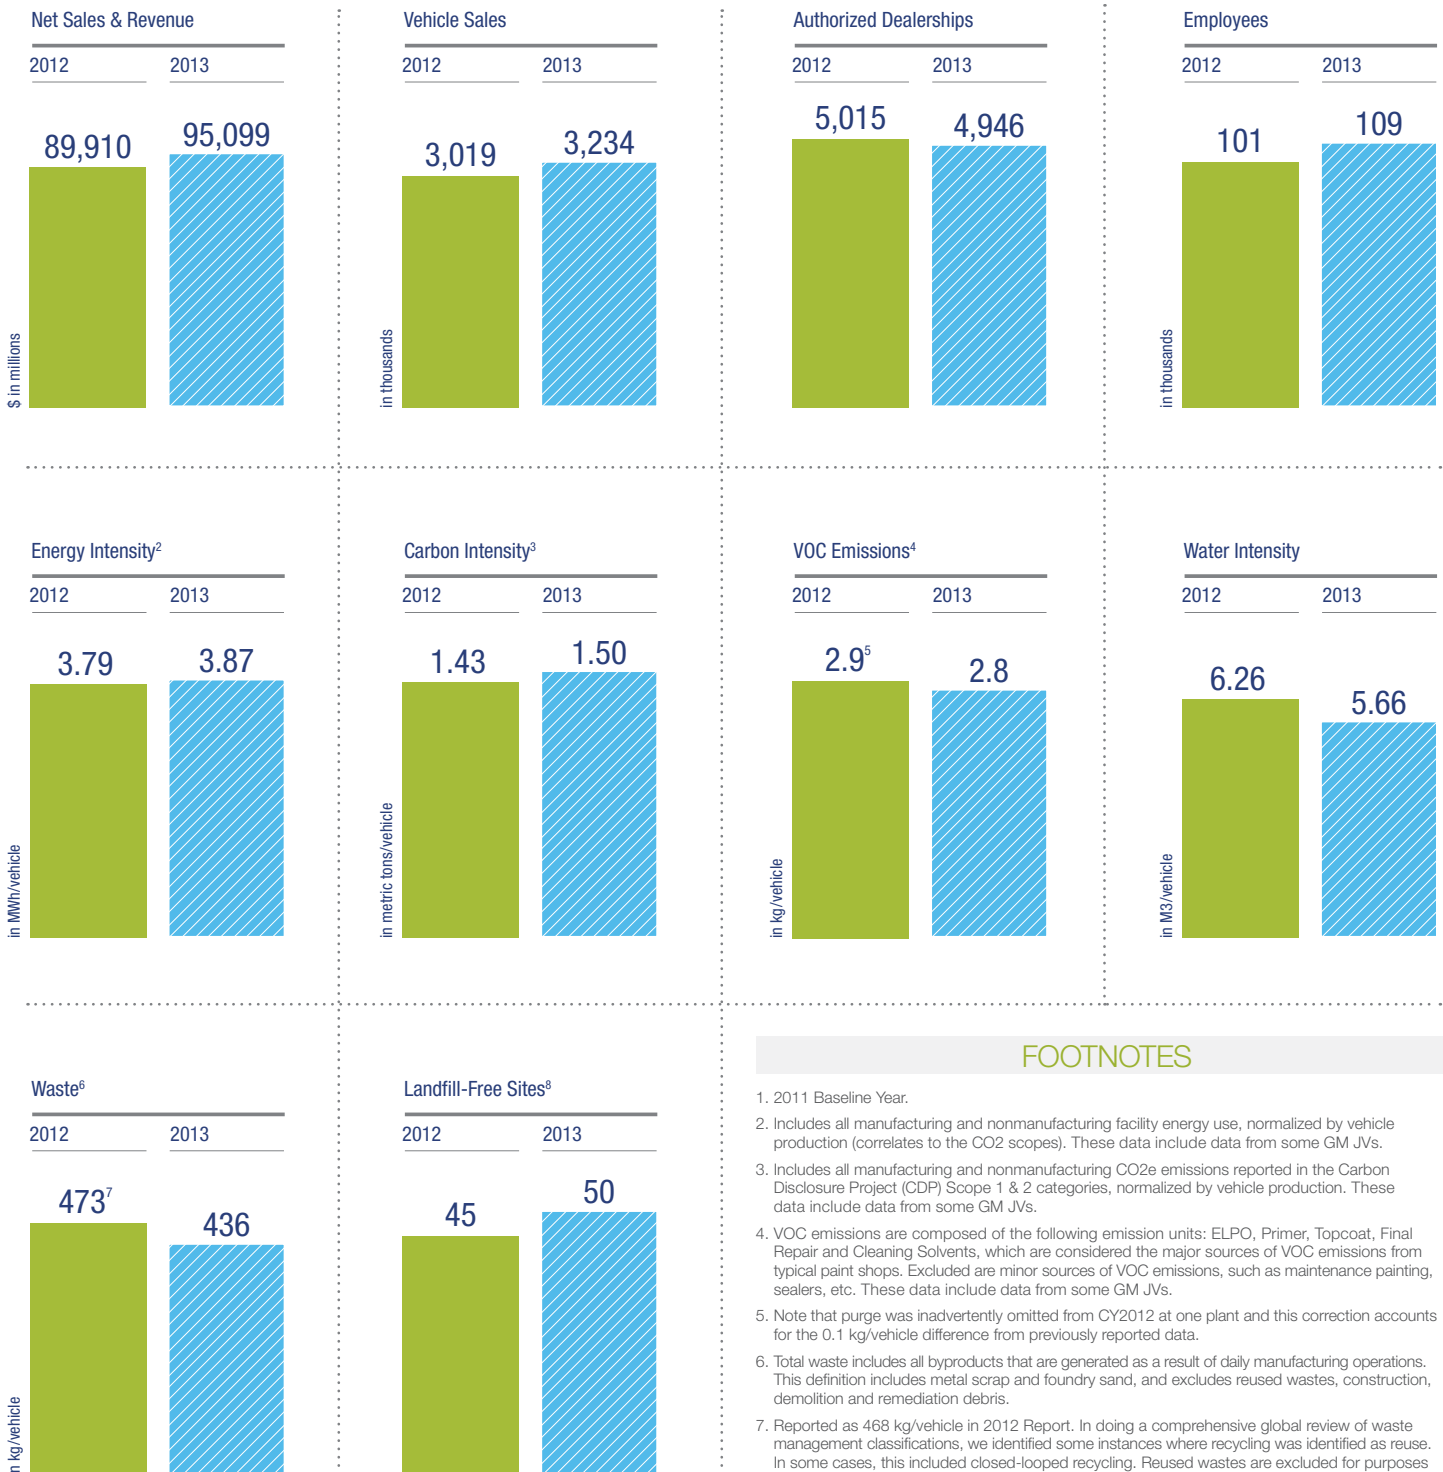 Net Sales & Revenue
2012 2013
89,910 95,099
$ in millions
Vehicle Sales
2012 2013
3,019 3,234
in thousands
Authorized Dealerships
2012 2013
5,015 4,946
Employees
2012 2013
101 109
in thousands
Energy Intensity2
2012 2013
3.79 3.87
in MWh/vehicle
Carbon Intensity3
2012 2013
1.43 1.50
in metric tons/vehicle
VOC Emissions4
2012 2013
2.95 2.8
in kg/vehicle
Water Intensity
2012 2013
6.26 5.66
in M3/vehicle
Waste6
2012 2013
4737 436
in kg/vehicle
Landfill-Free Sites8
2012 2013
45 50
FOOTNOTES
1. 2011 Baseline Year.
2. Includes all manufacturing and nonmanufacturing facility energy use, normalized by vehicle
production (correlates to the CO2 scopes). These data include data from some GM JVs.
3. Includes all manufacturing and nonmanufacturing CO2e emissions reported in the Carbon
Disclosure Project (CDP) Scope 1 & 2 categories, normalized by vehicle production. These
data include data from some GM JVs.
4. VOC emissions are composed of the following emission units: ELPO, Primer, Topcoat, Final
Repair and Cleaning Solvents, which are considered the major sources of VOC emissions from
typical paint shops. Excluded are minor sources of VOC emissions, such as maintenance painting,
sealers, etc. These data include data from some GM JVs.
5. Note that purge was inadvertently omitted from CY2012 at one plant and this correction accounts
for the 0.1 kg/vehicle difference from previously reported data.
6. Total waste includes all byproducts that are generated as a result of daily manufacturing operations.
This definition includes metal scrap and foundry sand, and excludes reused wastes, construction,
demolition and remediation debris.
7. Reported as 468 kg/vehicle in 2012 Report. In doing a comprehensive global review of waste
management classifications, we identified some instances where recycling was identified as reuse.
In some cases, this included closed-looped recycling. Reused wastes are excluded for purposes